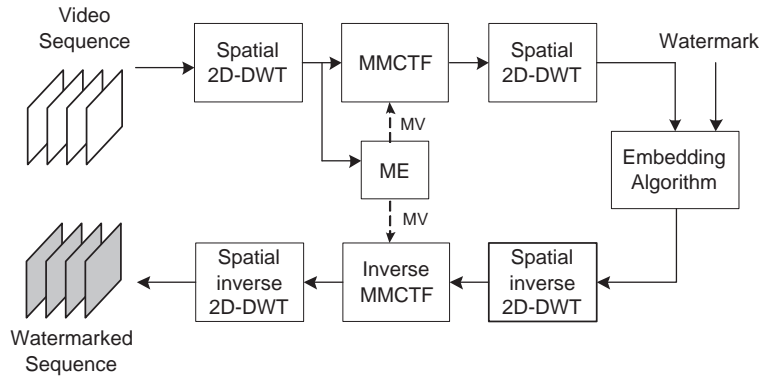 Video
Sequence
Spatial
2D-DWT
MMCTF
Spatial
2D-DWT
Watermark
MV
ME
Embedding
Algorithm
MV
Spatial
inverse
2D-DWT
Inverse
MMCTF
Spatial
inverse
2D-DWT
Watermarked
Sequence